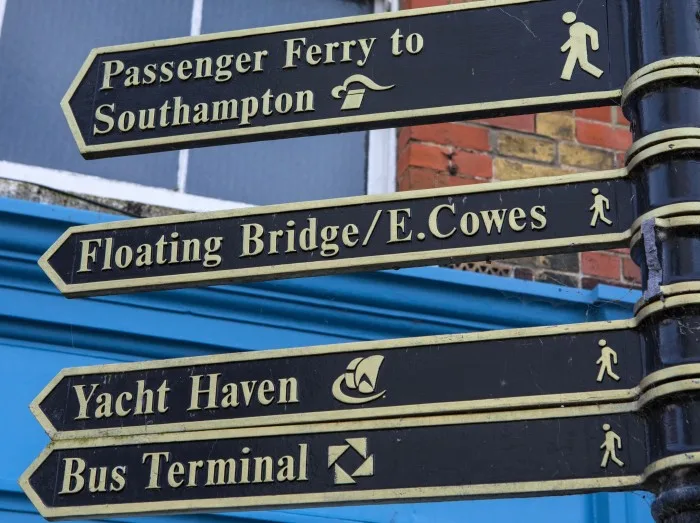 Passenger Ferry to
Southampton
Floating Bridge/E.Cowes
Yacht Haven
Bus Terminal